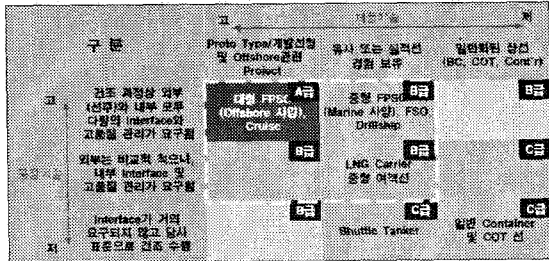 고 저
구 분
Proto Type/개발선형
및 Offshore관련
Project
유사 또는 실적선
경험 보유
일반화된 상선
(BC, COT, Cont'r)
고
건조 과정상 외부
(선주)와 내부 모두
다량의 Interface와
고품질 관리가 요구됨
A급
대형 FPSO
(Offshore 사양),
Cruise
B급
중형 FPSO
(Marine 사양), FSO
Drillship
B급
외부는 비교적 적으나,
내부 Interface 및
고품질 관리가 요구됨
B급
B급
LNG Carrier
중형 여객선
C급
저
Interface가 거의
요구되지 않고 당사
표준으로 건조 수행
B급
C급
Shuttle Tanker
C급
일반 Container
및 COT 선